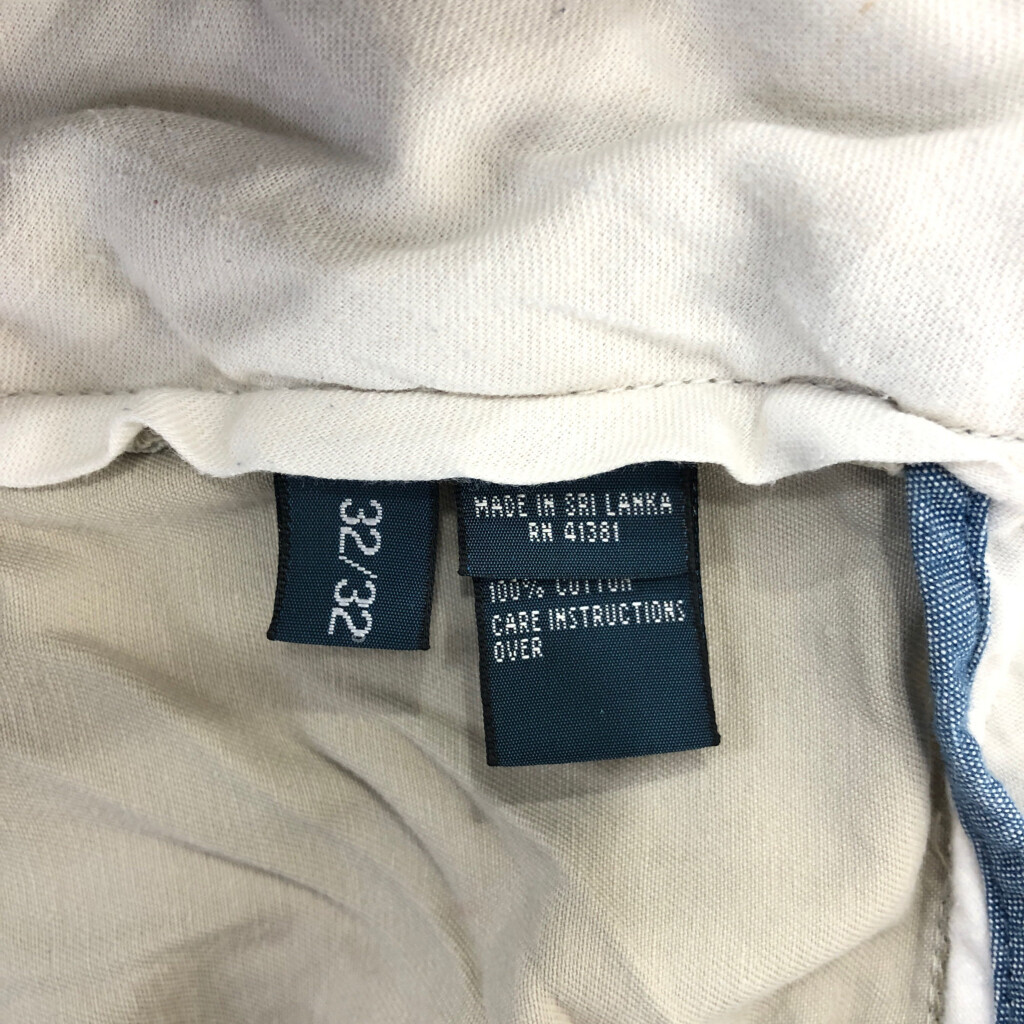 32/32
MADE IN SRI LANKA
RN 41381
100% COTTON
CARE INSTRUCTIONS
OVER